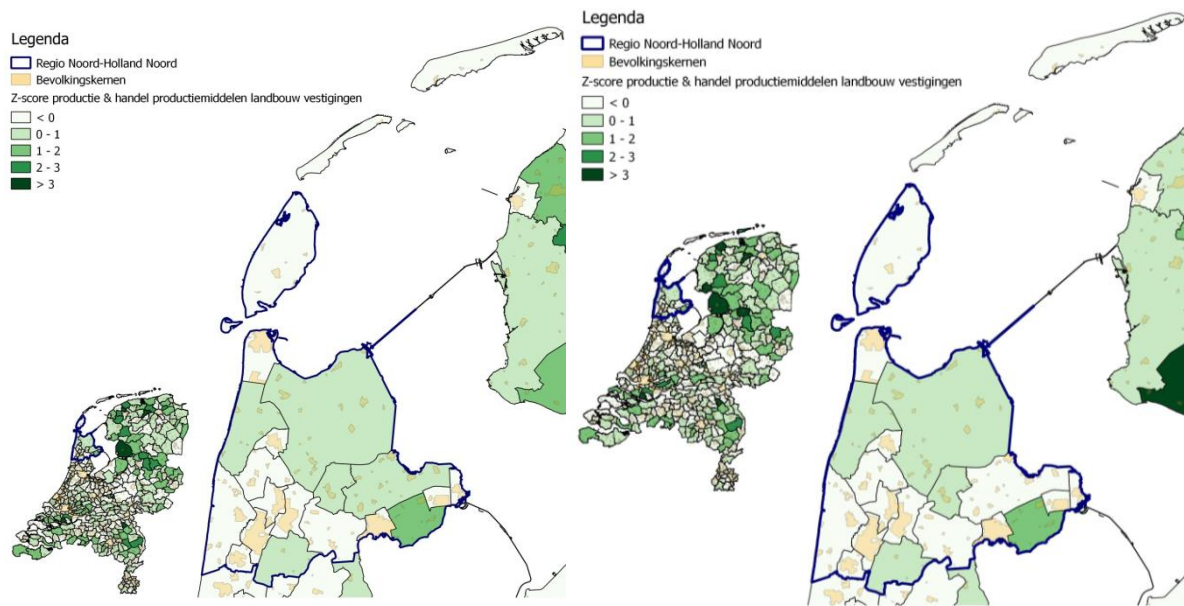 Legenda
Regio Noord-Holland Noord
Bevolkingskernen
Z-score productie & handel productiemiddelen landbouw vestigingen
< 0
0 - 1
1 - 2
2 - 3
> 3
Legenda
Regio Noord-Holland Noord
Bevolkingskernen
Z-score productie & handel productiemiddelen landbouw vestigingen
< 0
0 - 1
1 - 2
2 - 3
> 3